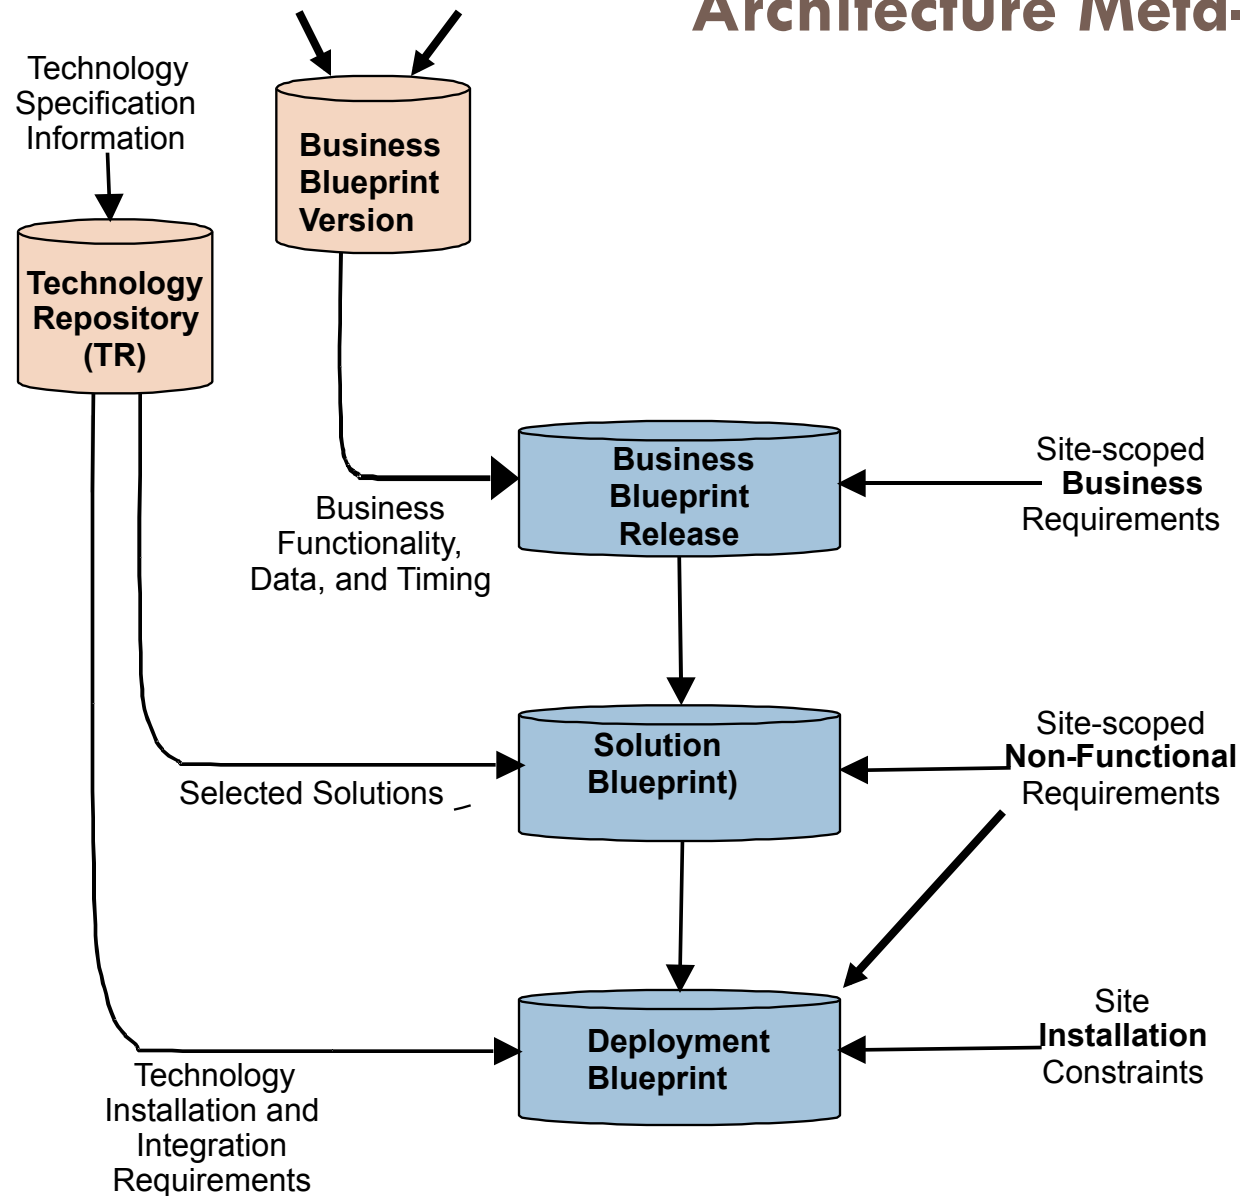 Architecture Meta-
Technology
Specification
Information
Business
Blueprint
Version
Technology
Repository
(TR)
Business
Blueprint
Release
Site-scoped
Business
Requirements
Business
Functionality,
Data, and Timing
Solution
Blueprint)
Site-scoped
Non-Functional
Requirements
Selected Solutions
Deployment
Blueprint
Site
Installation
Constraints
Technology
Installation and
Integration
Requirements